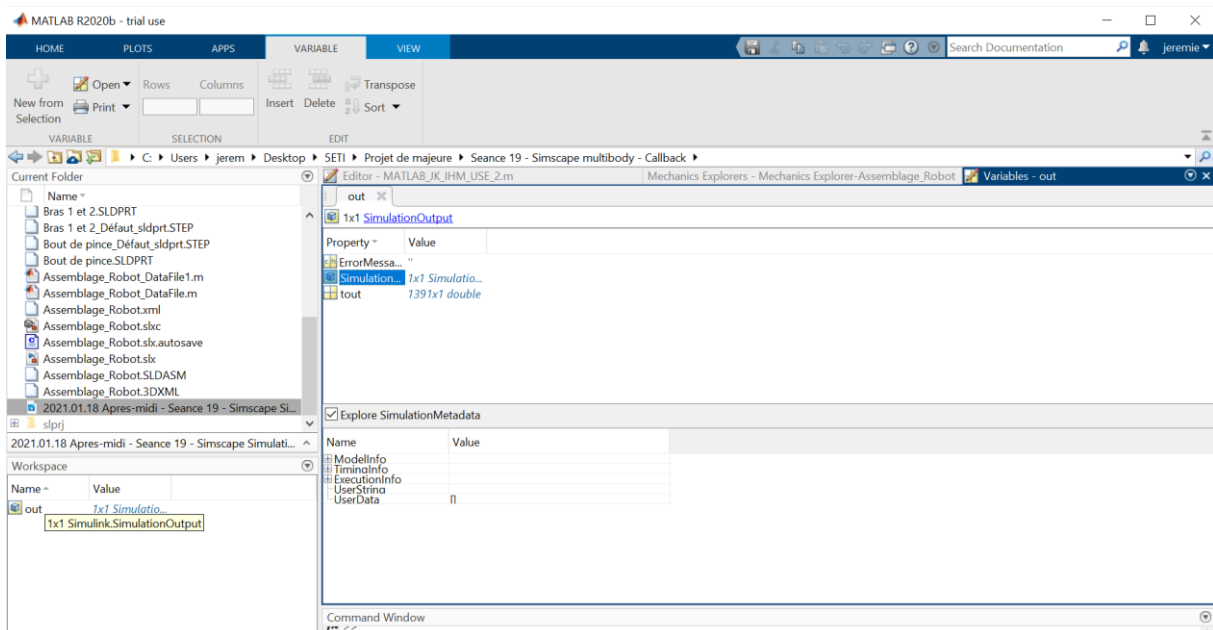 MATLAB R2020b - trial use
HOME PLOTS APPS VARIABLE VIEW Search Documentation jeremie
New from Selection Open Print Rows Columns Insert Delete Transpose Sort
VARIABLE SELECTION EDIT
C: Users jerem Desktop 5ETI Projet de majeure Seance 19 - Simscape multibody - Callback
Current Folder
Name
Bras 1 et 2.SLDPRT
Bras 1 et 2_Défaut_sldprt.STEP
Bout de pince_Défaut_sldprt.STEP
Bout de pince.SLDPRT
Assemblage_Robot_DataFile1.m
Assemblage_Robot_DataFile.m
Assemblage_Robot.xml
Assemblage_Robot.slxc
Assemblage_Robot.slx.autosave
Assemblage_Robot.slx
Assemblage_Robot.SLDASM
Assemblage_Robot.3DXML
2021.01.18 Apres-midi - Seance 19 - Simscape Si...
slprj
2021.01.18 Apres-midi - Seance 19 - Simscape Simulati...
Workspace
Name Value
out 1x1 Simulatio...
1x1 Simulink.SimulationOutput
Editor - MATLAB_JK_IHM_USE_2.m Mechanics Explorers - Mechanics Explorer-Assemblage_Robot Variables - out
out
1x1 SimulationOutput
Property Value
ErrorMessa... ''
Simulation... 1x1 Simulatio...
tout 1391x1 double
Explore SimulationMetadata
Name Value
ModelInfo
TimingInfo
ExecutionInfo
UserString
UserData []
Command Window